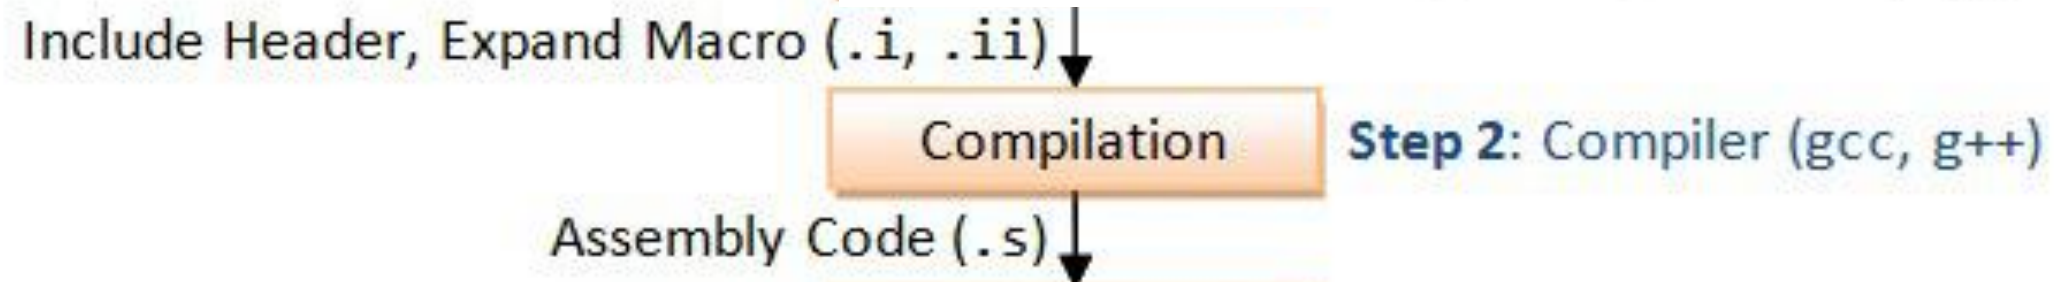 Include Header, Expand Macro (.i, .ii)
Compilation
Step 2: Compiler (gcc, g++)
Assembly Code (.s)